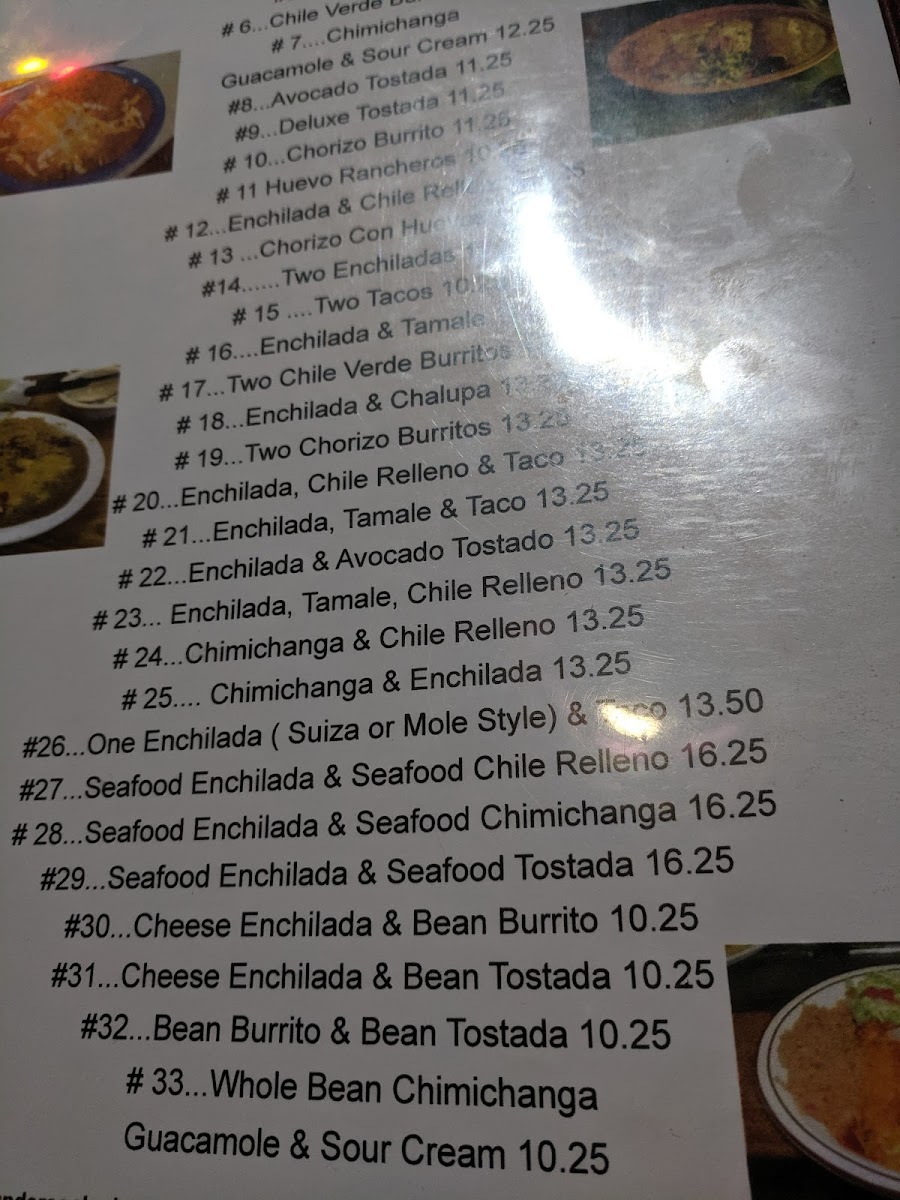 # 6...Chile Verde
# 7....Chimichanga
Guacamole & Sour Cream 12.25
#8...Avocado Tostada 11.25
#9...Deluxe Tostada 11.25
# 10...Chorizo Burrito 11.25
# 11 Huevo Rancheros
# 12...Enchilada & Chile
# 13 ...Chorizo Con
#14......Two Enchiladas
# 15 ....Two Tacos
# 16....Enchilada & Tamale
# 17...Two Chile Verde Burritos
# 18...Enchilada & Chalupa
# 19...Two Chorizo Burritos 13.25
# 20...Enchilada, Chile Relleno & Taco 13.25
# 21...Enchilada, Tamale & Taco 13.25
# 22...Enchilada & Avocado Tostado 13.25
# 23... Enchilada, Tamale, Chile Relleno 13.25
# 24...Chimichanga & Chile Relleno 13.25
# 25.... Chimichanga & Enchilada 13.25
#26...One Enchilada ( Suiza or Mole Style) & Taco 13.50
#27...Seafood Enchilada & Seafood Chile Relleno 16.25
# 28...Seafood Enchilada & Seafood Chimichanga 16.25
#29...Seafood Enchilada & Seafood Tostada 16.25
#30...Cheese Enchilada & Bean Burrito 10.25
#31...Cheese Enchilada & Bean Tostada 10.25
#32...Bean Burrito & Bean Tostada 10.25
# 33...Whole Bean Chimichanga
Guacamole & Sour Cream 10.25